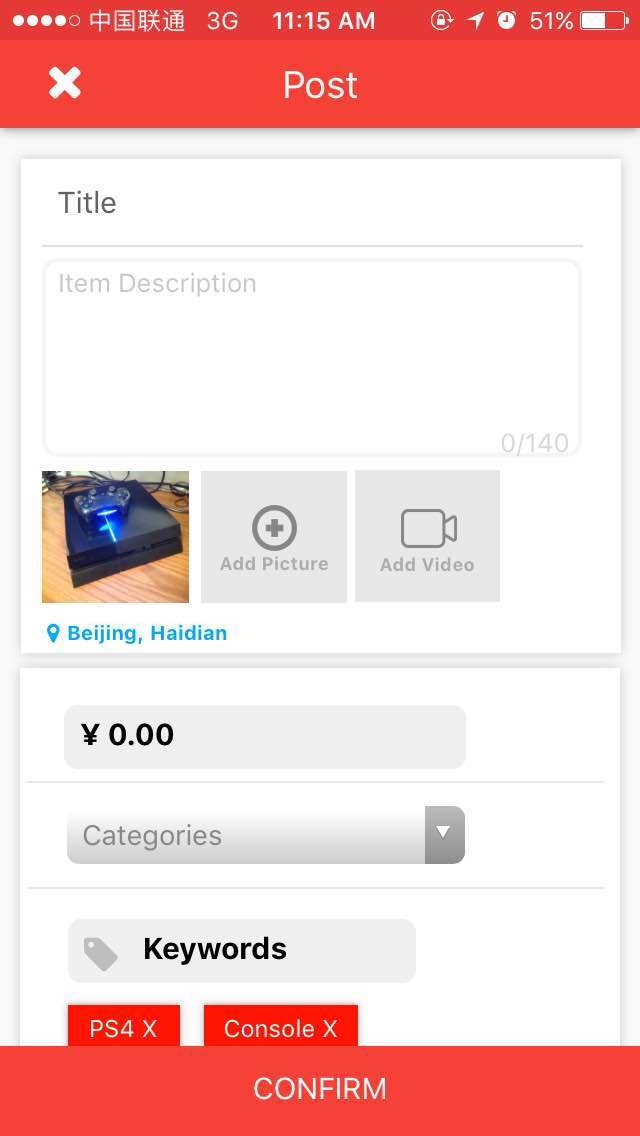 中国联通 3G 11:15 AM 51%
Post
Title
Item Description
0/140
Add Picture Add Video
Beijing, Haidian
¥ 0.00
Categories
Keywords
PS4 X Console X
CONFIRM